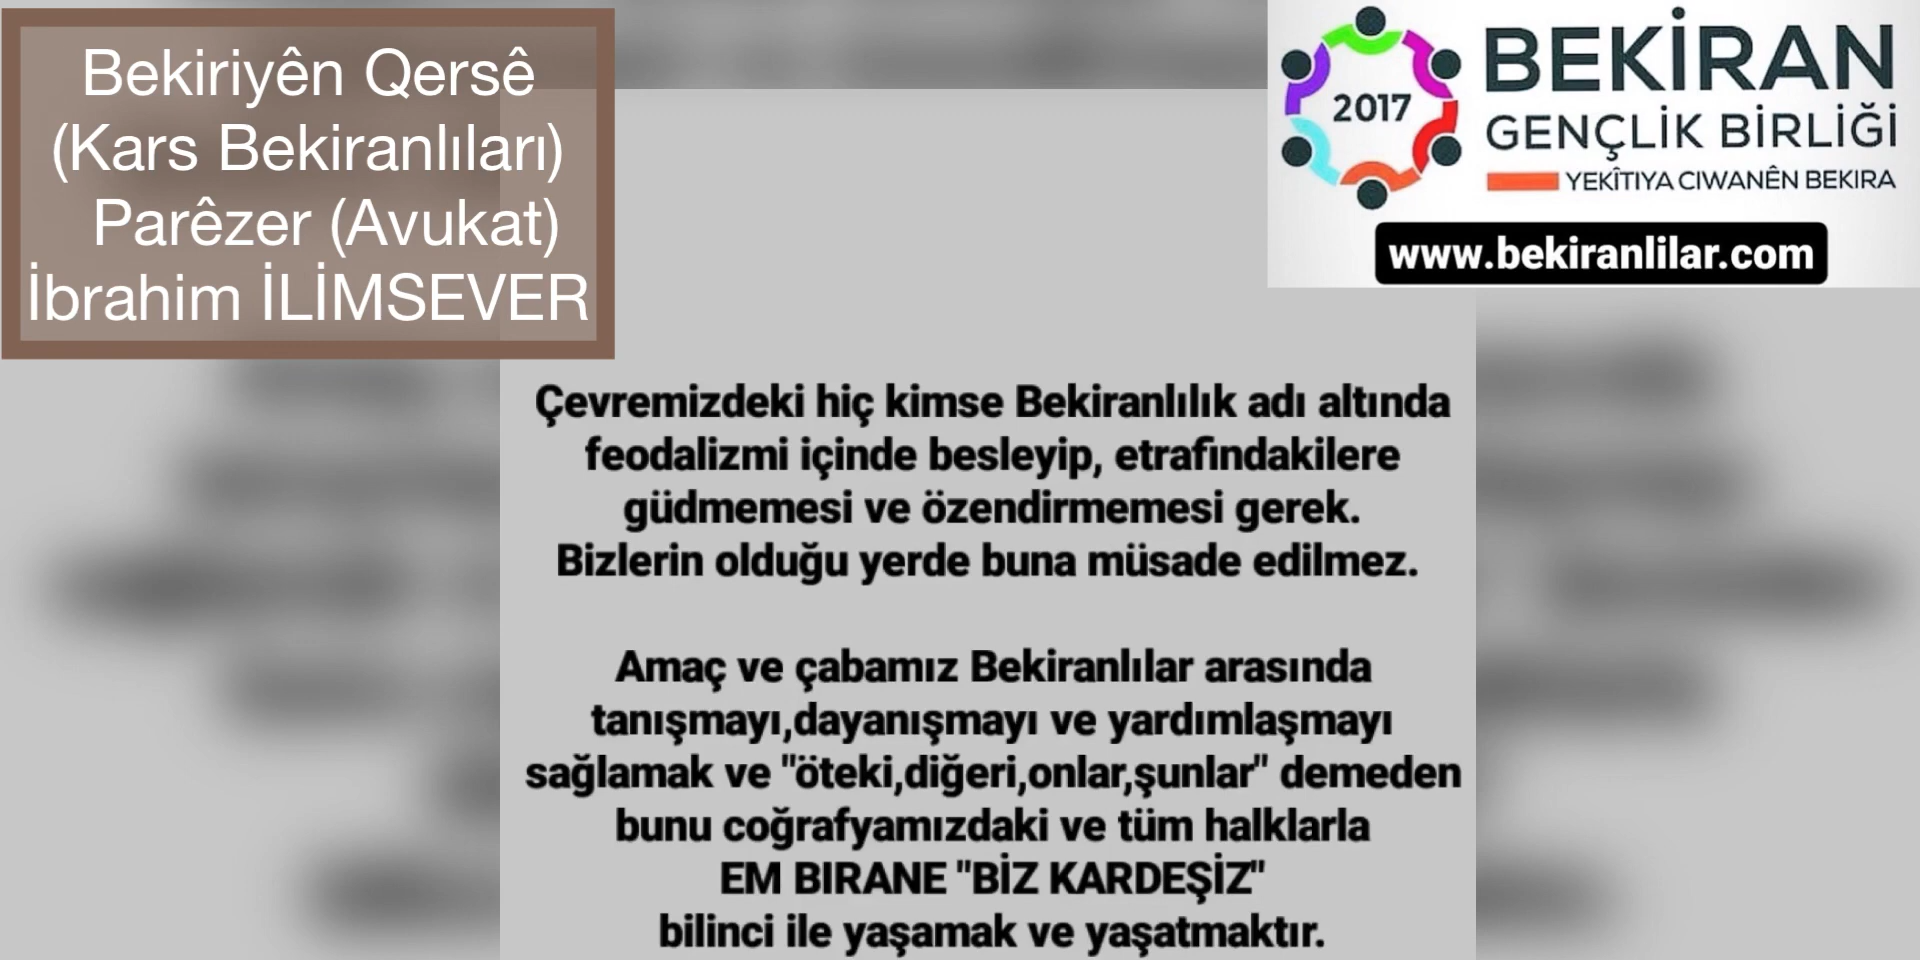 Bekiriyên Qersê
(Kars Bekiranlıları)
Parêzer (Avukat)
İbrahim İLİMSEVER
2017
BEKİRAN
GENÇLİK BİRLİĞİ
YEKÎTIYA CIWANÊN BEKIRA
www.bekiranlilar.com
Çevremizdeki hiç kimse Bekiranlılık adı altında
feodalizmi içinde besleyip, etrafındakilere
güdmemesi ve özendirmemesi gerek.
Bizlerin olduğu yerde buna müsade edilmez.
Amaç ve çabamız Bekiranlılar arasında
tanışmayı,dayanışmayı ve yardımlaşmayı
sağlamak ve "öteki,diğeri,onlar,şunlar" demeden
bunu coğrafyamızdaki ve tüm halklarla
EM BIRANE "BİZ KARDEŞİZ"
bilinci ile yaşamak ve yaşatmaktır.